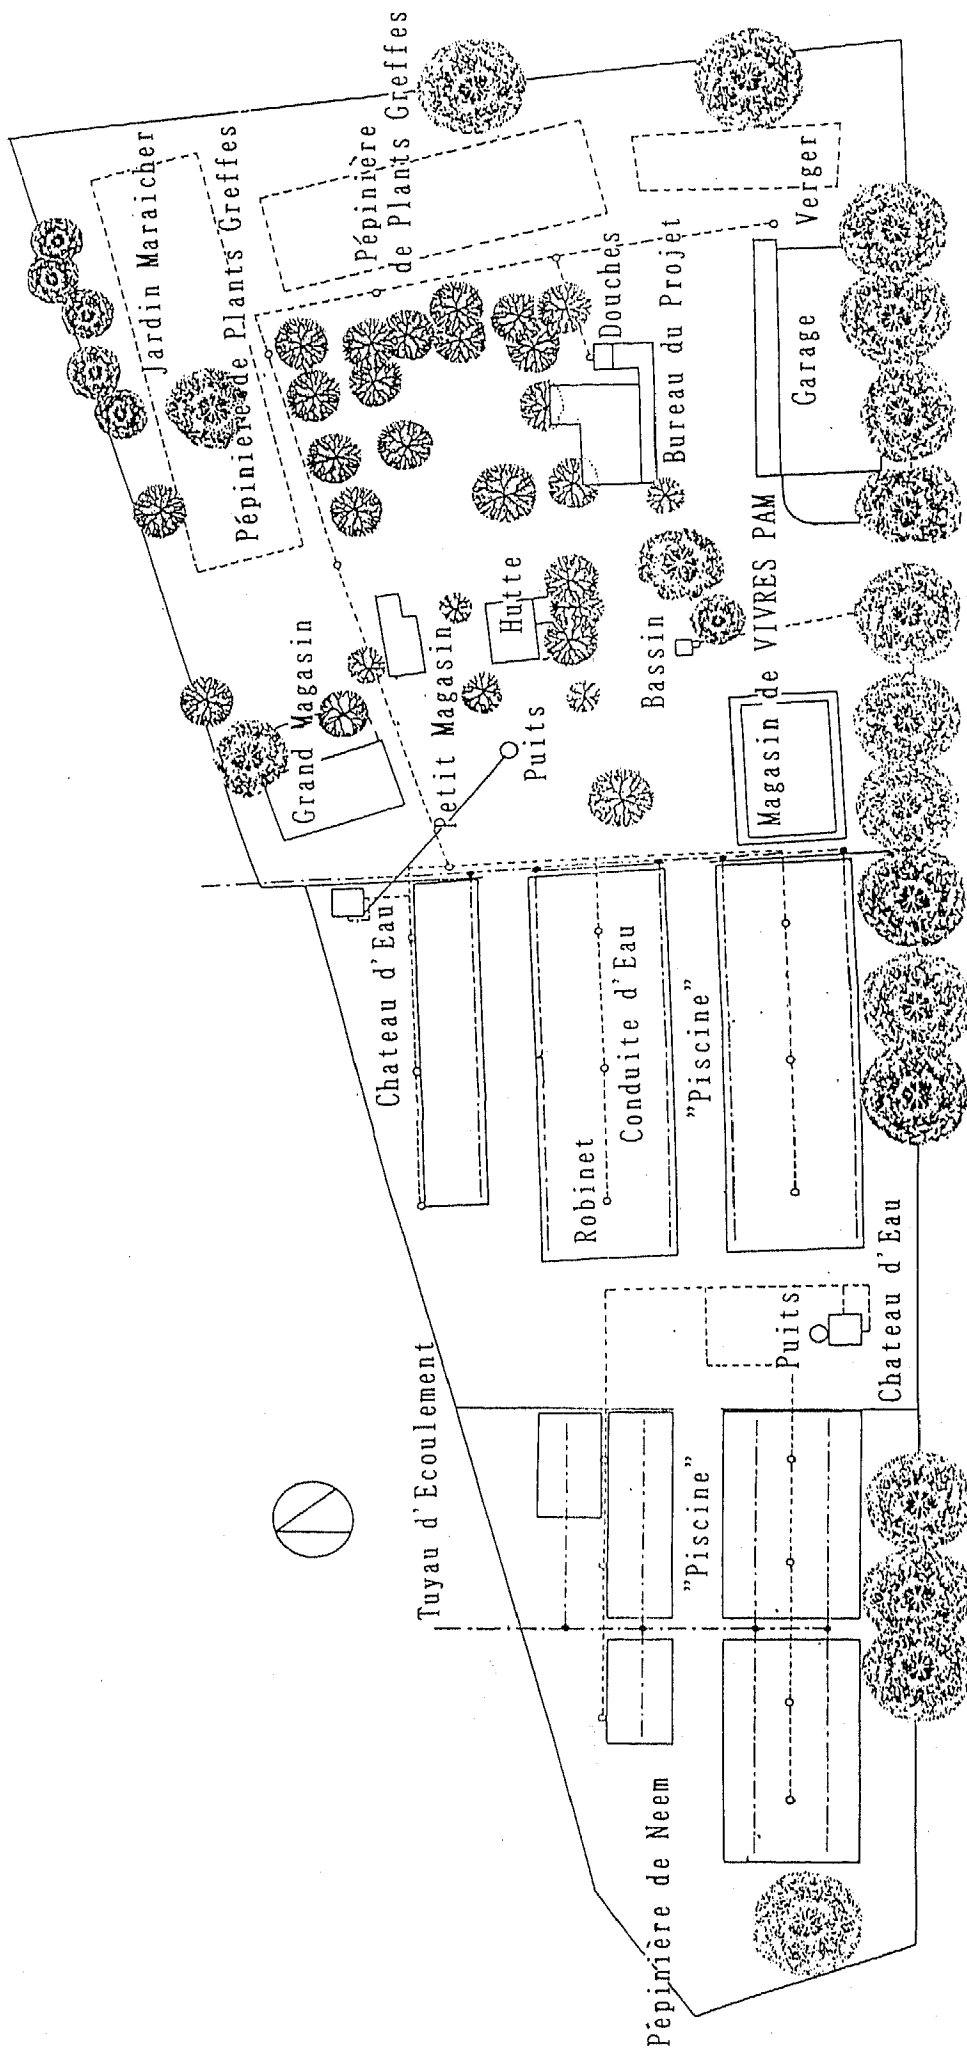 Jardin Maraicher
Pépinière de Plants Greffes
Pépinière
de Plants Greffes
Verger
Douches
Bureau du Projet
Garage
Grand Magasin
Petit Magasin
Hutte
Puits
Bassin
Magasin de VIVRES PAM
Chateau d'Eau
Robinet
Conduite d'Eau
"Piscine"
Tuyau d'Ecoulement
Puits
Chateau d'Eau
"Piscine"
Pépinière de Neem